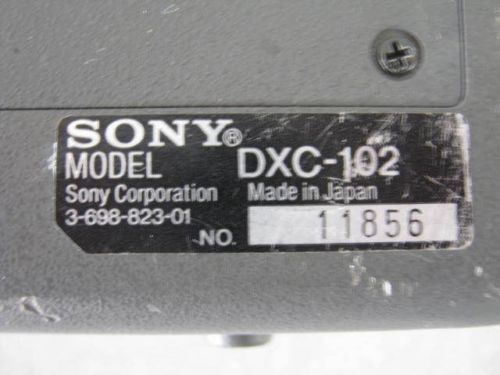 SONY®
MODEL DXC-102
Sony Corporation Made in Japan
3-698-823-01
NO. 11856